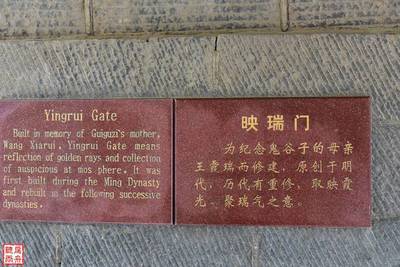 Yingrui Gate
Built in memory of Guiguzi's mother,
Wang Xiarui, Yingrui Gate means
reflection of golden rays and collection
of auspicious at mos phere. It was
first built during the Ming Dynasty
and rebuilt in the following successive
dynasties.
映瑞门
为纪念鬼谷子的母亲
王霞瑞而修建，原创于明
代，历代有重修，取映霞
光、聚瑞气之意。